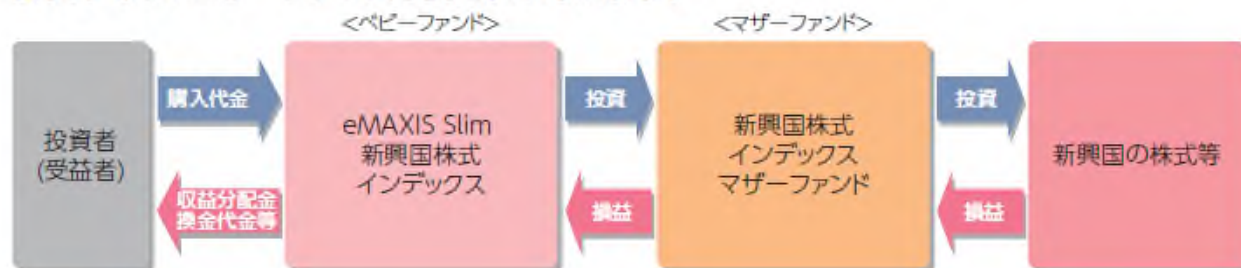 <ベビーファンド>
<マザーファンド>
投資者
(受益者)
購入代金
収益分配金
換金代金等
eMAXIS Slim
新興国株式
インデックス
投資
損益
新興国株式
インデックス
マザーファンド
投資
損益
新興国の株式等